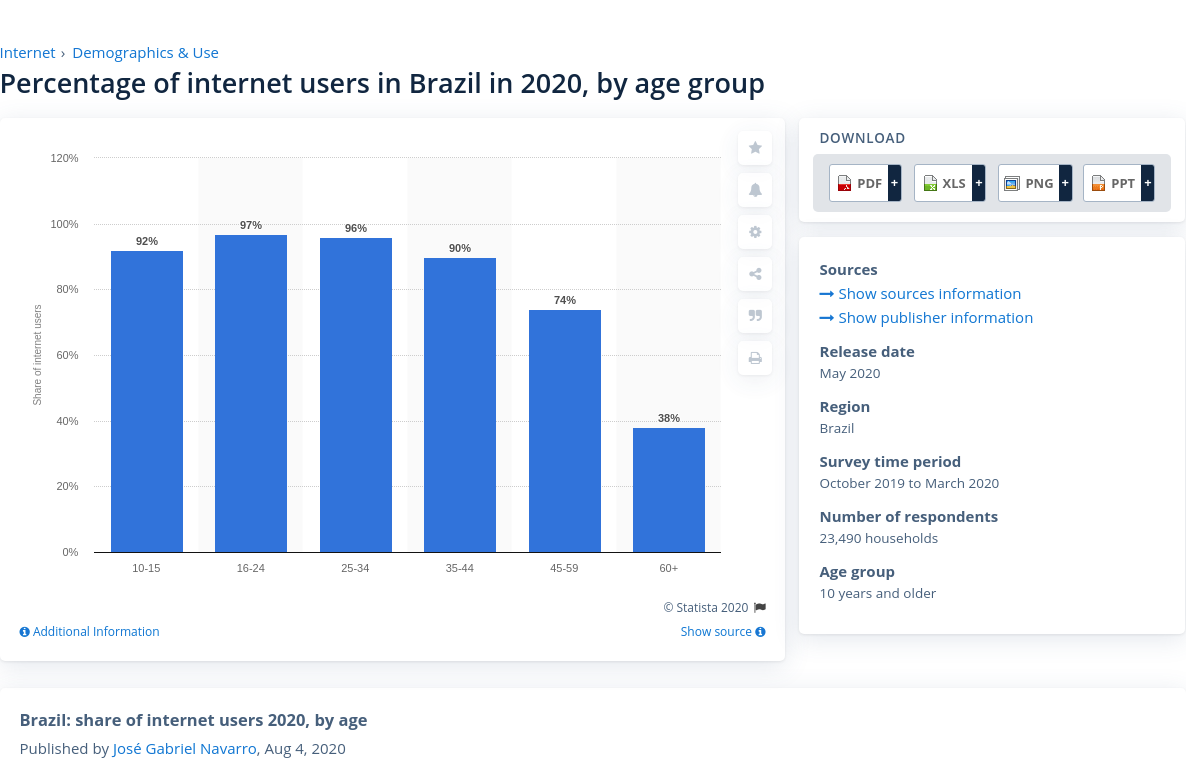 Internet › Demographics & Use
Percentage of internet users in Brazil in 2020, by age group
120%
100%
80%
60%
40%
20%
0%
Share of internet users
92%
97%
96%
90%
74%
38%
10-15
16-24
25-34
35-44
45-59
60+
© Statista 2020
Additional Information
Show source
DOWNLOAD
PDF + XLS + PNG + PPT +
Sources
Show sources information
Show publisher information
Release date
May 2020
Region
Brazil
Survey time period
October 2019 to March 2020
Number of respondents
23,490 households
Age group
10 years and older
Brazil: share of internet users 2020, by age
Published by José Gabriel Navarro, Aug 4, 2020